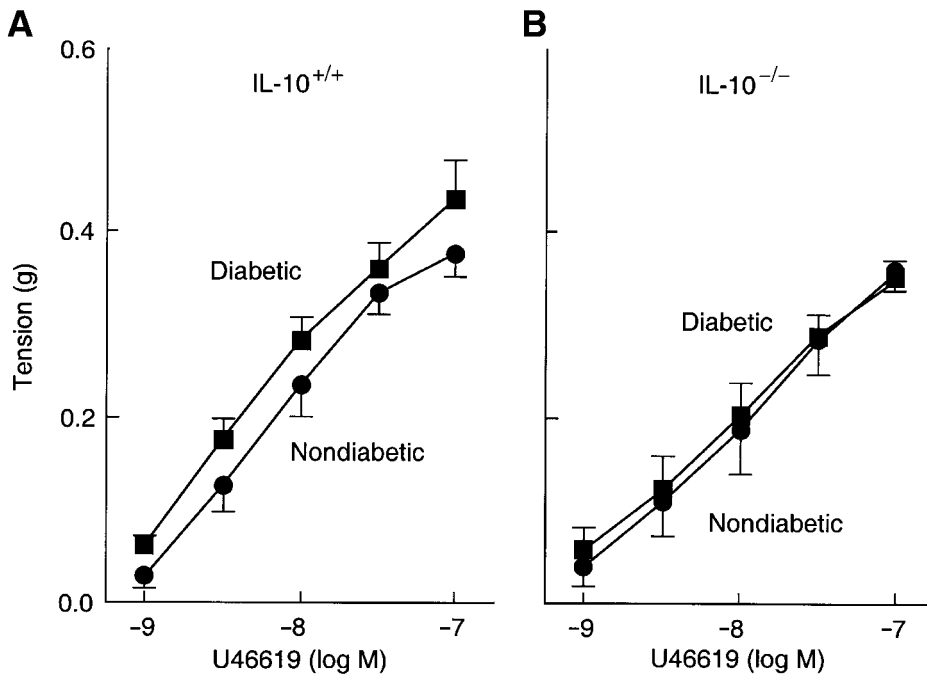 A
IL-10+/+
0.6
0.4
0.2
0.0
Tension (g)
Diabetic
Nondiabetic
−9
−8
−7
U46619 (log M)
B
IL-10−/−
Diabetic
Nondiabetic
−9
−8
−7
U46619 (log M)